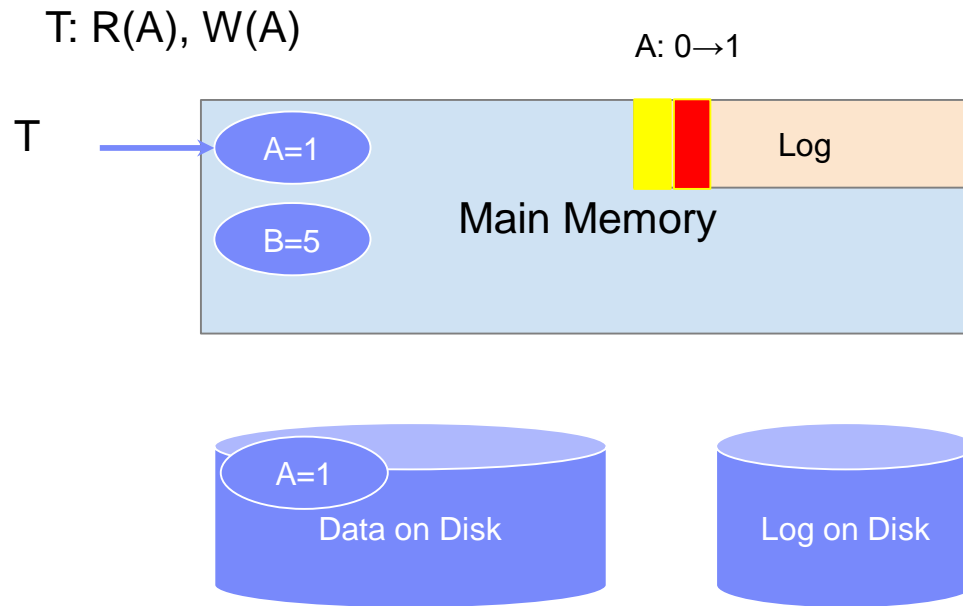 T: R(A), W(A)
A: 0→1
T
A=1
Log
B=5
Main Memory
A=1
Data on Disk
Log on Disk